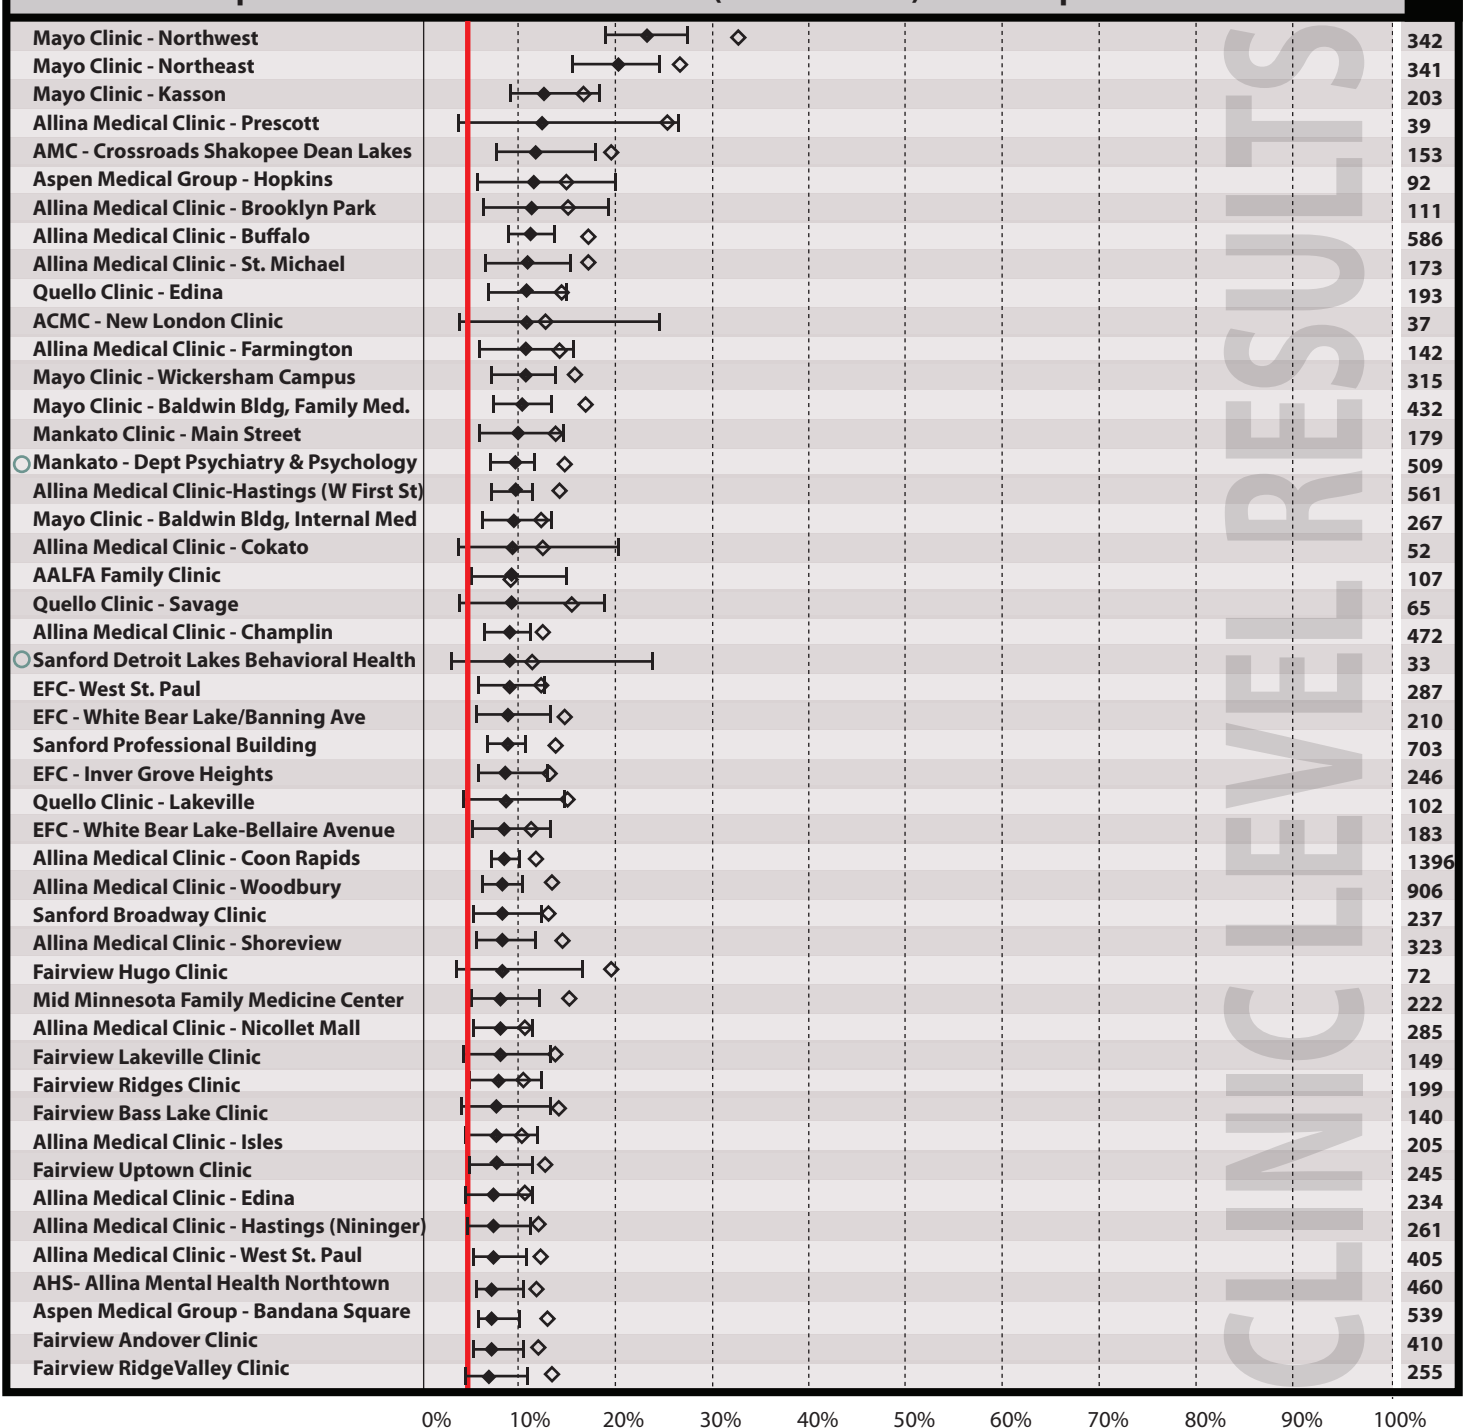 Mayo Clinic - Northwest 342
Mayo Clinic - Northeast 341
Mayo Clinic - Kasson 203
Allina Medical Clinic - Prescott 39
AMC - Crossroads Shakopee Dean Lakes 153
Aspen Medical Group - Hopkins 92
Allina Medical Clinic - Brooklyn Park 111
Allina Medical Clinic - Buffalo 586
Allina Medical Clinic - St. Michael 173
Quello Clinic - Edina 193
ACMC - New London Clinic 37
Allina Medical Clinic - Farmington 142
Mayo Clinic - Wickersham Campus 315
Mayo Clinic - Baldwin Bldg, Family Med. 432
Mankato Clinic - Main Street 179
Mankato - Dept Psychiatry & Psychology 509
Allina Medical Clinic-Hastings (W First St) 561
Mayo Clinic - Baldwin Bldg, Internal Med 267
Allina Medical Clinic - Cokato 52
AALFA Family Clinic 107
Quello Clinic - Savage 65
Allina Medical Clinic - Champlin 472
Sanford Detroit Lakes Behavioral Health 33
EFC- West St. Paul 287
EFC - White Bear Lake/Banning Ave 210
Sanford Professional Building 703
EFC - Inver Grove Heights 246
Quello Clinic - Lakeville 102
EFC - White Bear Lake-Bellaire Avenue 183
Allina Medical Clinic - Coon Rapids 1396
Allina Medical Clinic - Woodbury 906
Sanford Broadway Clinic 237
Allina Medical Clinic - Shoreview 323
Fairview Hugo Clinic 72
Mid Minnesota Family Medicine Center 222
Allina Medical Clinic - Nicollet Mall 285
Fairview Lakeville Clinic 149
Fairview Ridges Clinic 199
Fairview Bass Lake Clinic 140
Allina Medical Clinic - Isles 205
Fairview Uptown Clinic 245
Allina Medical Clinic - Edina 234
Allina Medical Clinic - Hastings (Nininger) 261
Allina Medical Clinic - West St. Paul 405
AHS- Allina Mental Health Northtown 460
Aspen Medical Group - Bandana Square 539
Fairview Andover Clinic 410
Fairview RidgeValley Clinic 255
0% 10% 20% 30% 40% 50% 60% 70% 80% 90% 100%
CLINIC LEVEL RESULTS